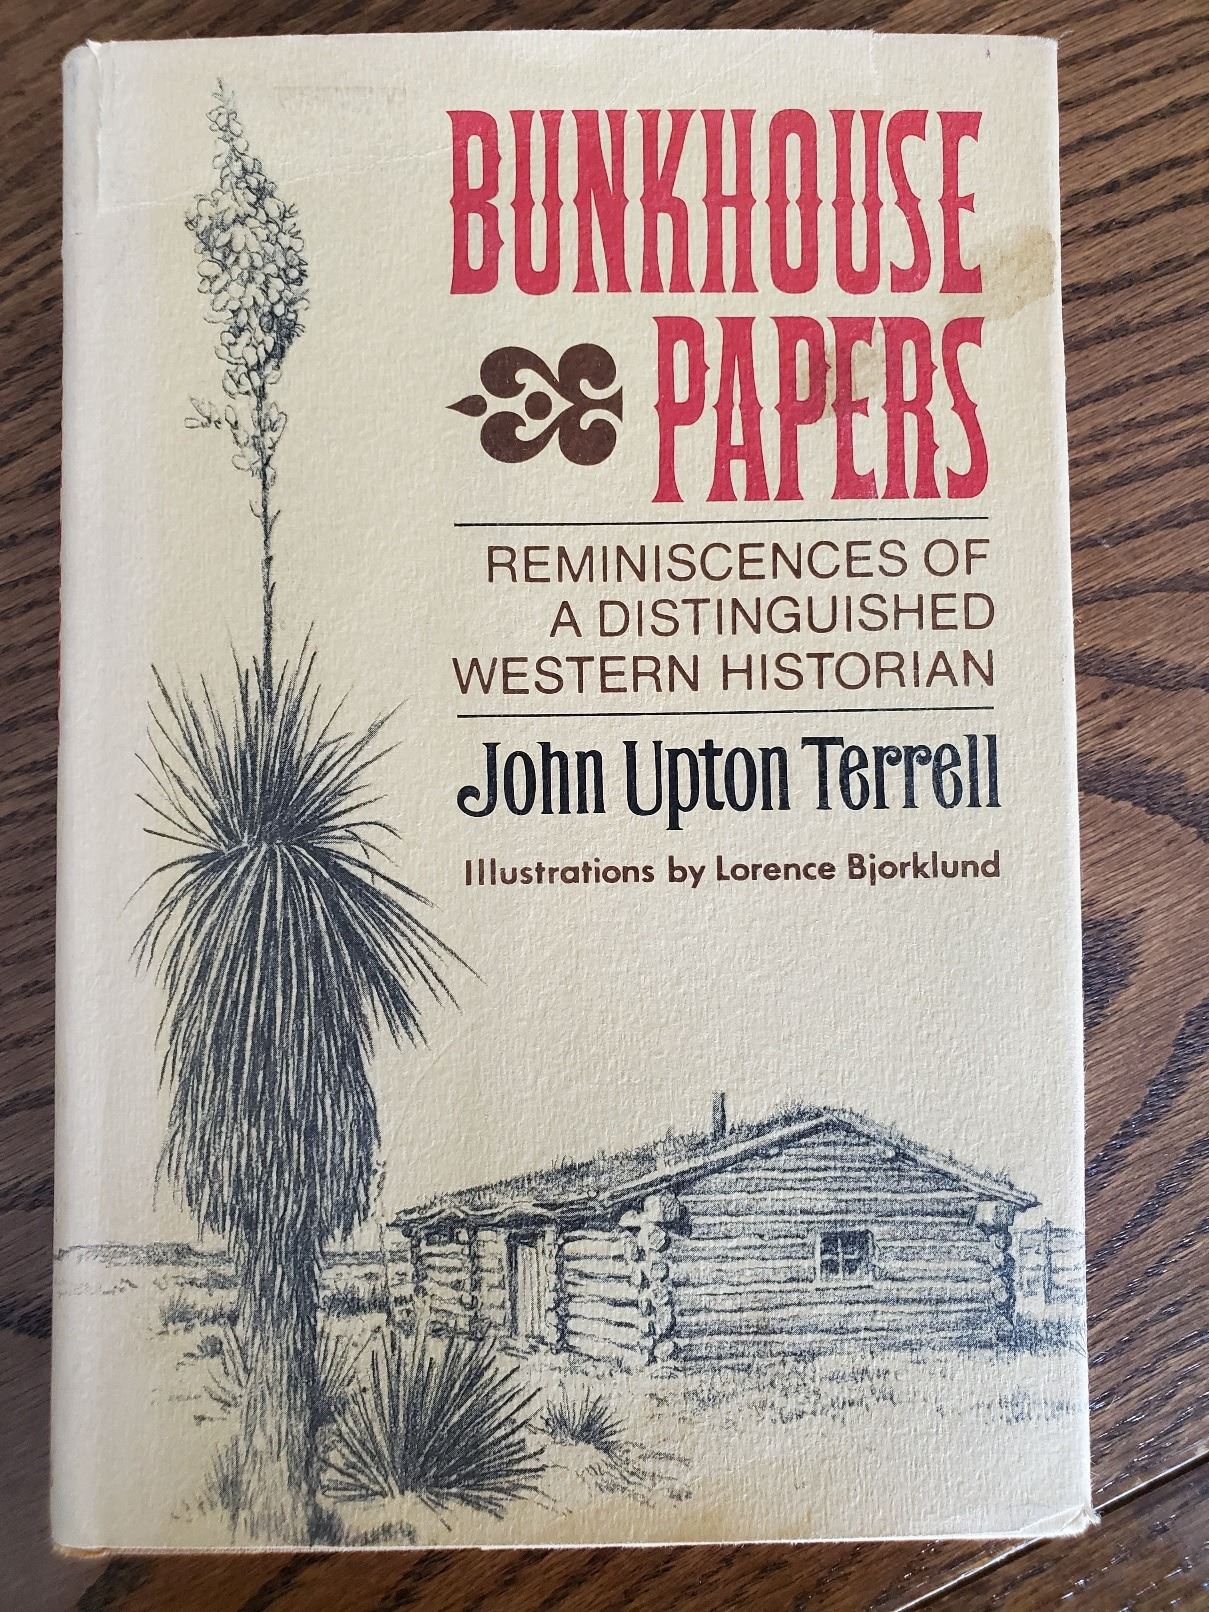 BUNKHOUSE
PAPERS
REMINISCENCES OF
A DISTINGUISHED
WESTERN HISTORIAN
John Upton Terrell
Illustrations by Lorence Bjorklund